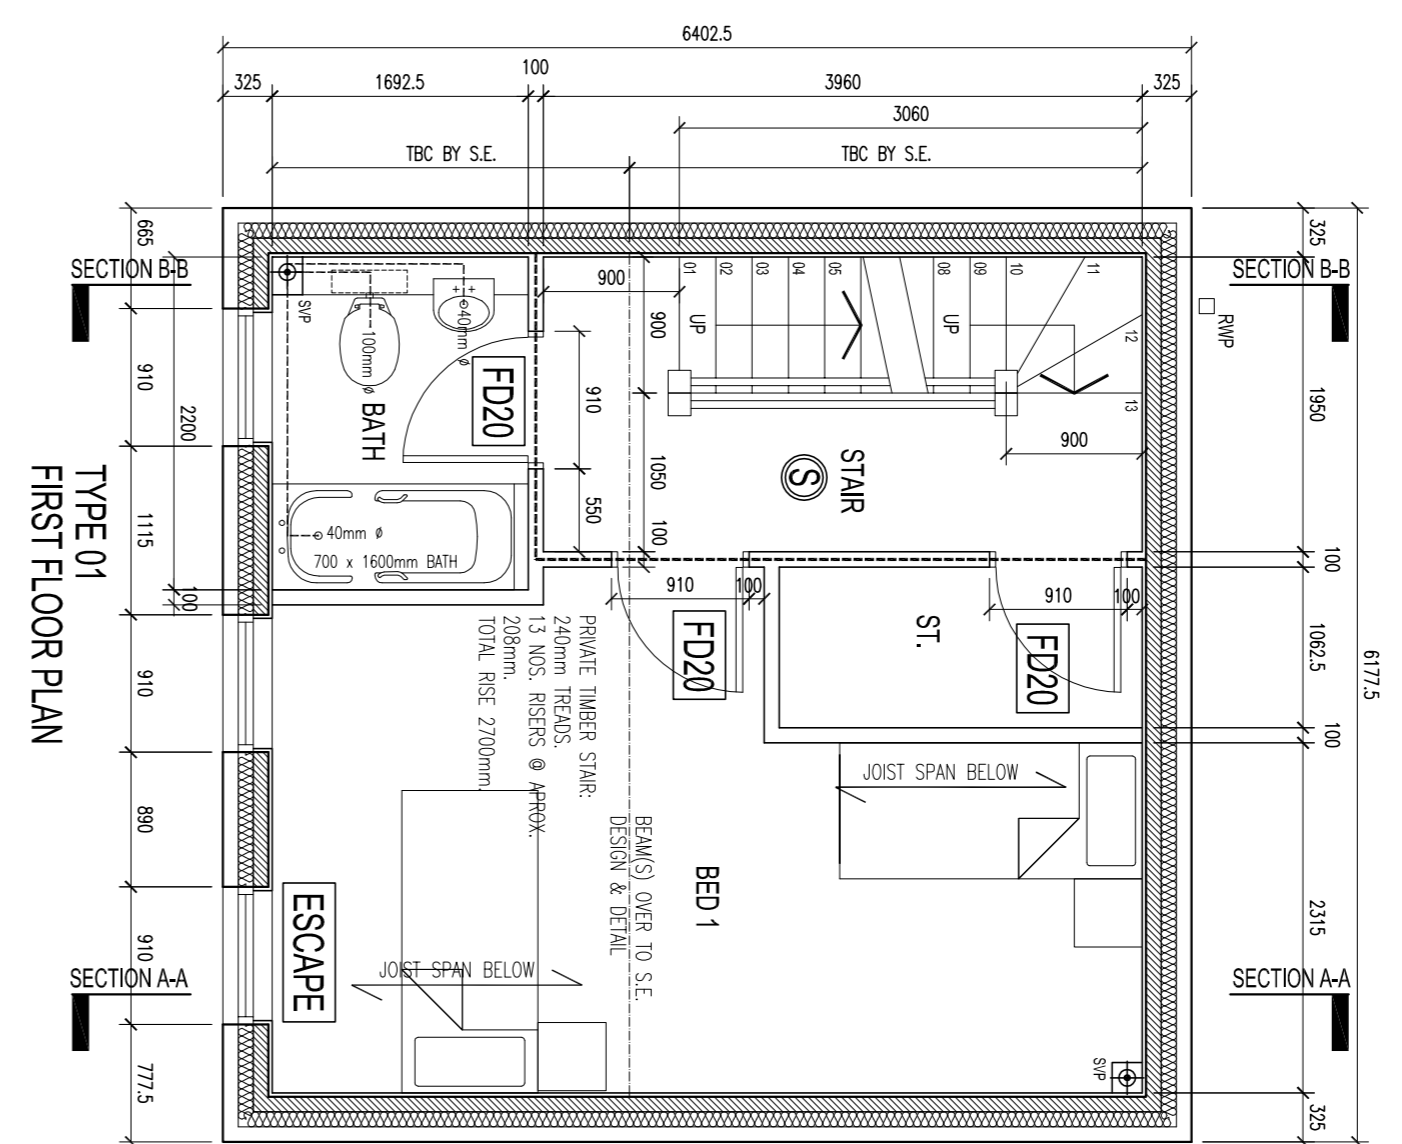 6402.5
325
1692.5
100
3960
325
3060
TBC BY S.E.
TBC BY S.E.
665
SECTION B-B
910
2200
1115
100
910
890
910
SECTION A-A
777.5
TYPE 01
FIRST FLOOR PLAN
325
6177.5
SECTION B-B
RWP
1950
100
1062.5
100
2315
SECTION A-A
325
SVP
100mm ø
40mm ø
BATH
FD20
40mm ø
700 x 1600mm BATH
900
900
910
1050
550
100
01
02
03
04
05
08
09
10
11
12
13
UP
UP
900
STAIR
S
910
100
910
100
FD20
ST.
FD20
PRIVATE TIMBER STAIR:
240mm TREADS.
13 NOS. RISERS @ APROX.
208mm.
TOTAL RISE 2700mm.
JOIST SPAN BELOW
BEAM(S) OVER TO S.E.
DESIGN & DETAIL
BED 1
ESCAPE
JOIST SPAN BELOW
SVP